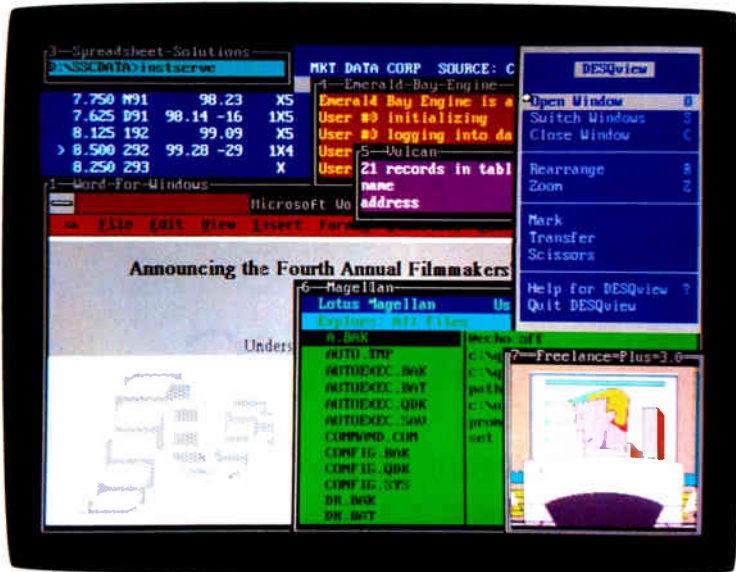 3—Spreadsheet-Solutions
D:\SSCDATA>instserve
7.750 N91 98.23 X5
7.625 D91 98.14 -16 1X5
8.125 192 99.09 X5
> 8.500 292 99.28 -29 1X4
8.250 293 X
MKT DATA CORP SOURCE: C
4—Emerald-Bay-Engine
Emerald Bay Engine is a
User #0 initializing
User #0 logging into da
User
User
5—Vulcan
21 records in tabl
name
address
DESQview
Open Window O
Switch Windows S
Close Window C
Rearrange R
Zoom Z
Mark
Transfer
Scissors
Help for DESQview ?
Quit DESQview
1—Word-For-Windows
Microsoft Wo
File Edit View Insert Format
Announcing the Fourth Annual Filmmakers
Unders
6—Magellan
Lotus Magellan Us
Explore: All files
A.BAK @echo off
AUTO.TMP
AUTOEXEC.BAK
AUTOEXEC.BAT path
AUTOEXEC.QDK
AUTOEXEC.SAV prom
COMMAND.COM set
CONFIG.BAK
CONFIG.QDK
CONFIG.SYS
DR.BAK
DR.BAT
7—Freelance=Plus=3.0